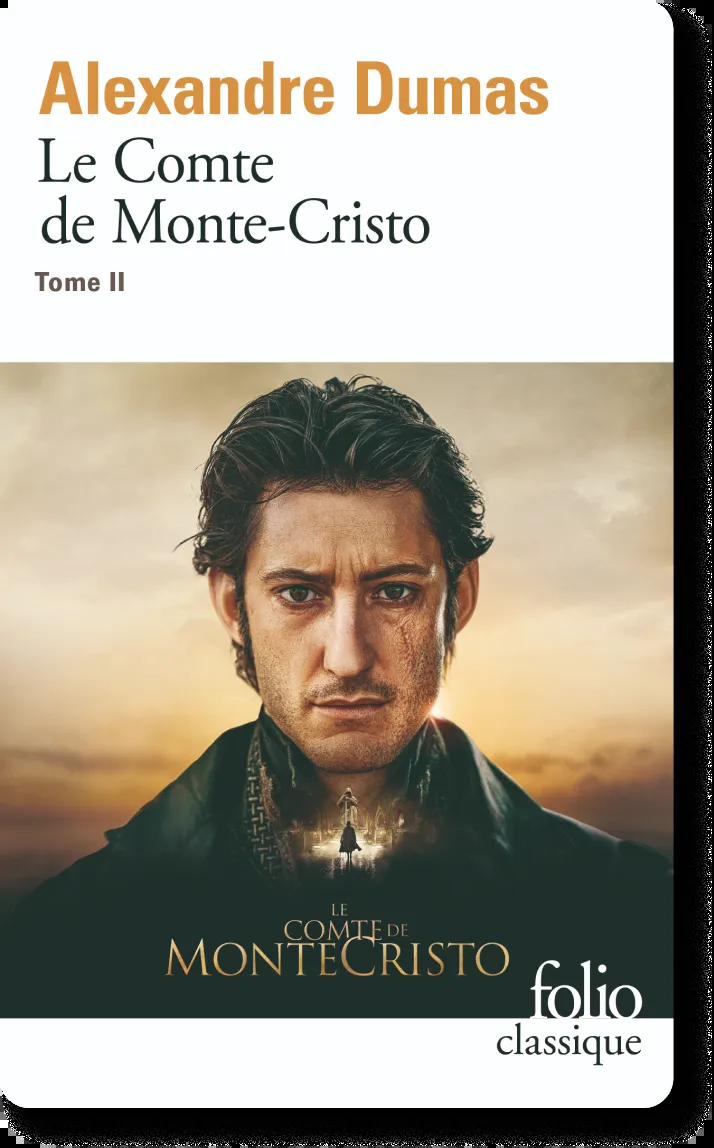 Alexandre Dumas
Le Comte
de Monte-Cristo
Tome II
LE
COMTE DE
MONTECRISTO
folio
classique